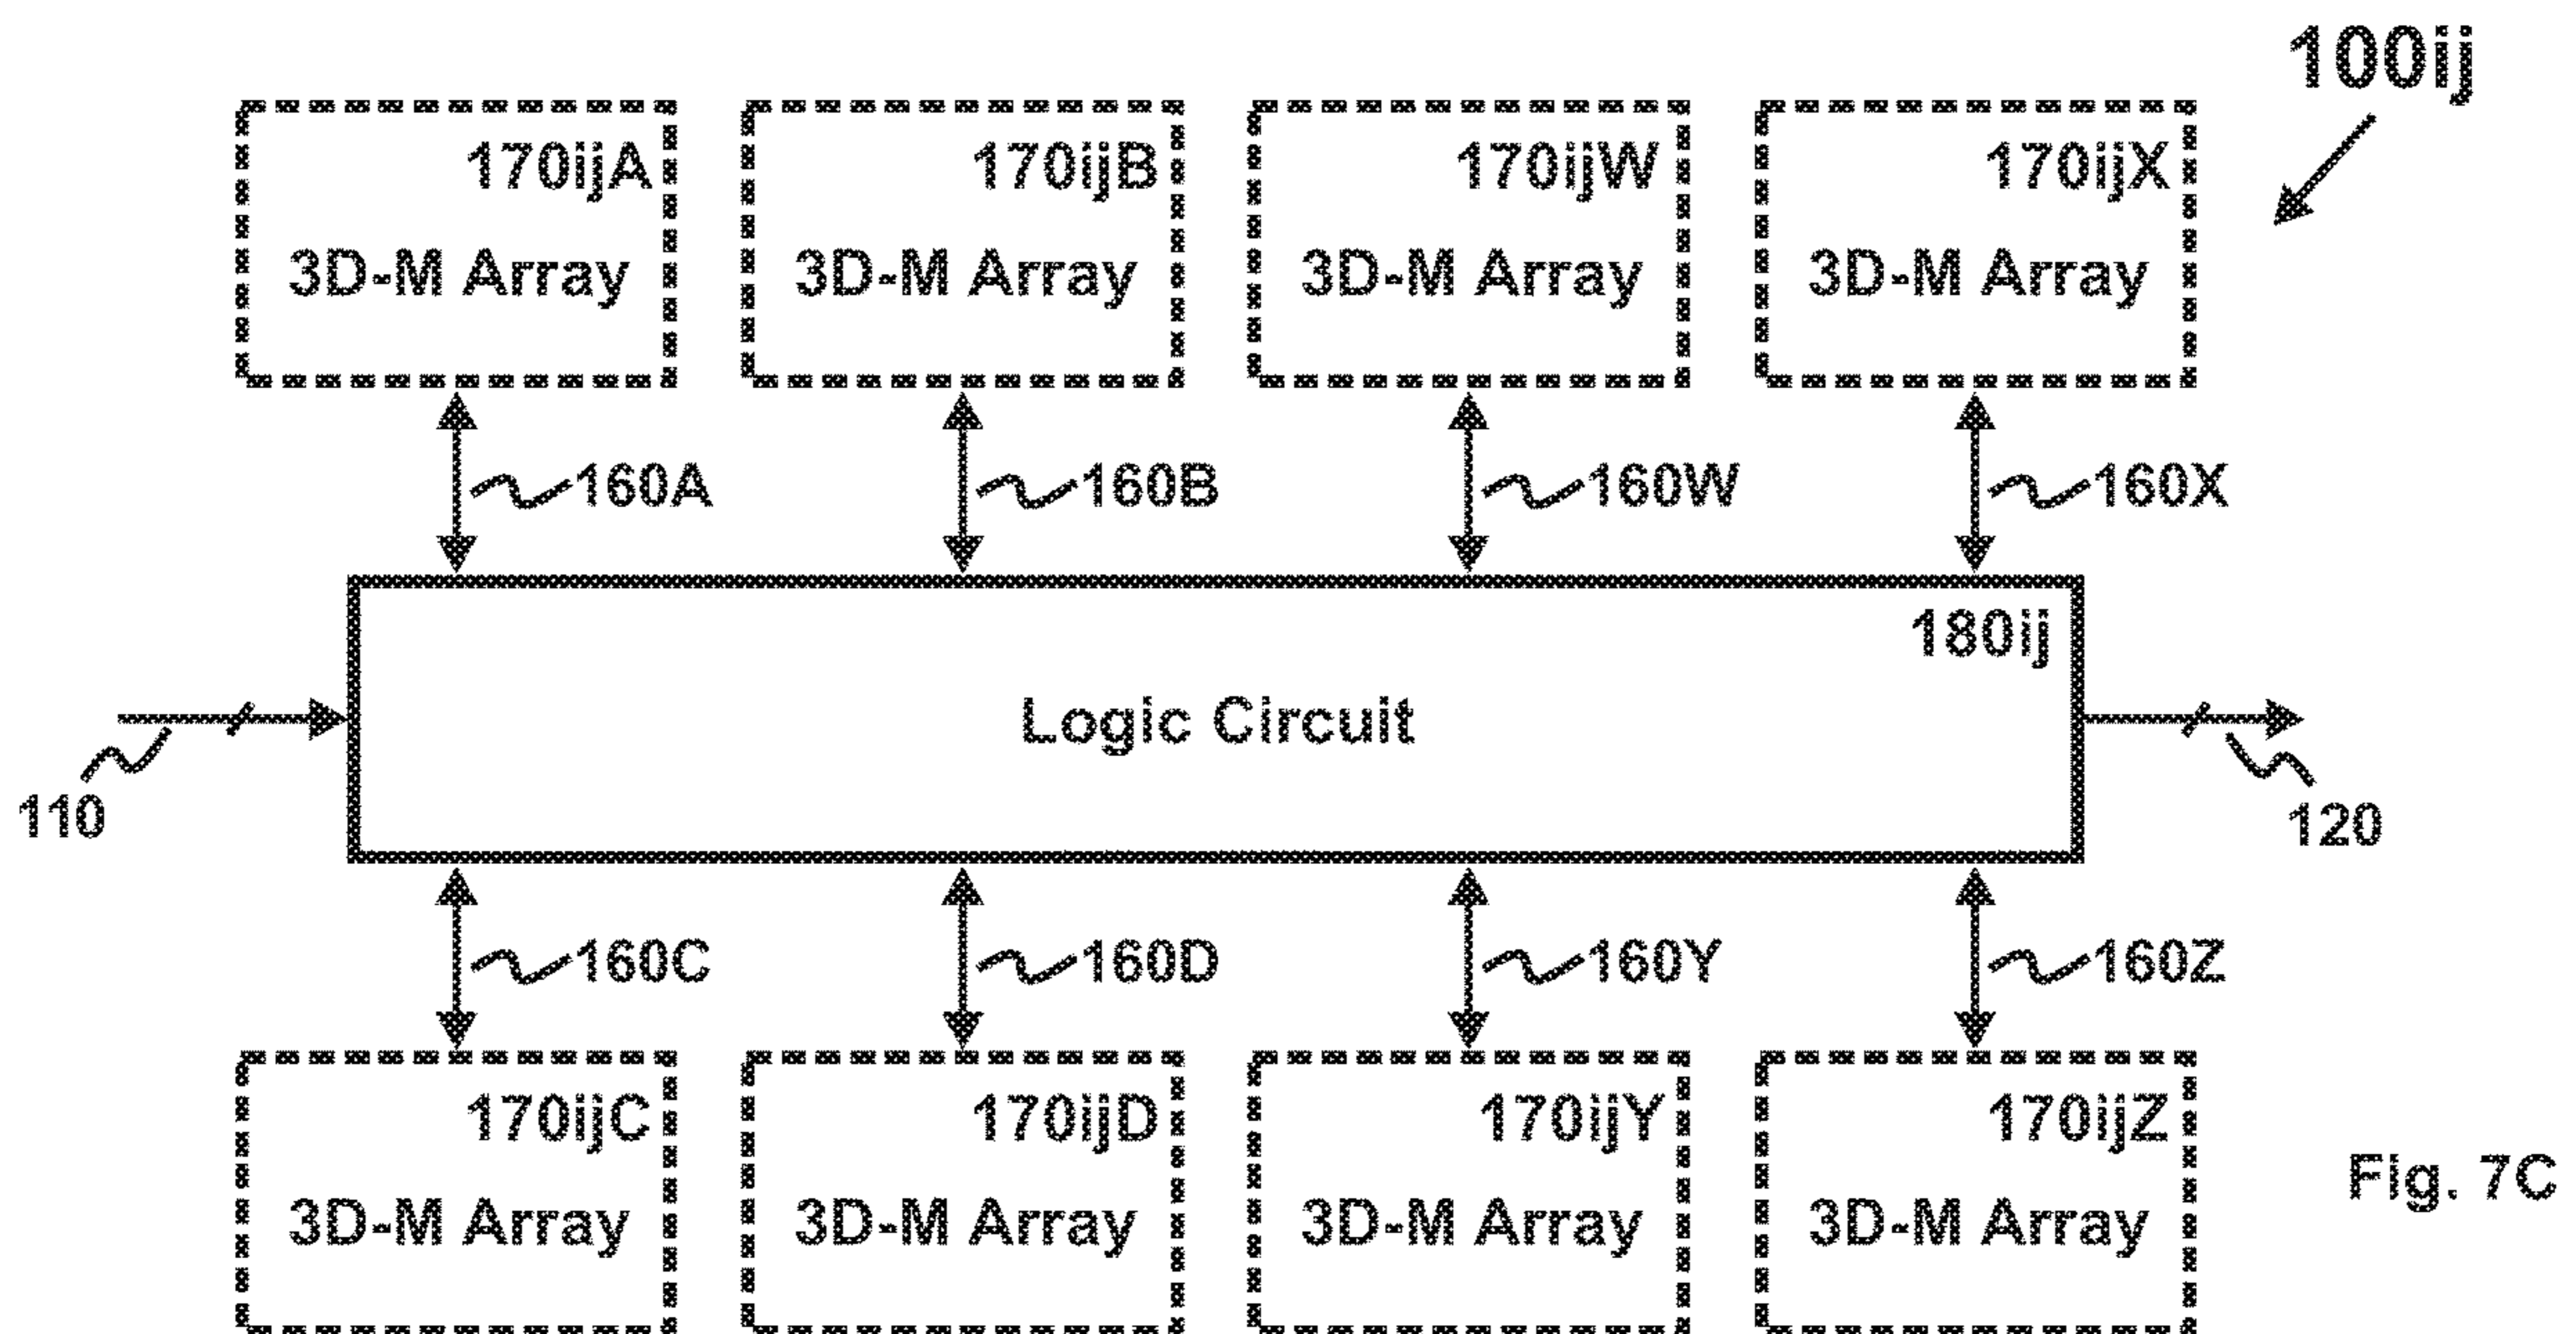 100ij
170ijA
3D-M Array
170ijB
3D-M Array
170ijW
3D-M Array
170ijX
3D-M Array
160A
160B
160W
160X
180ij
Logic Circuit
110
120
160C
160D
160Y
160Z
170ijC
3D-M Array
170ijD
3D-M Array
170ijY
3D-M Array
170ijZ
3D-M Array
Fig. 7C